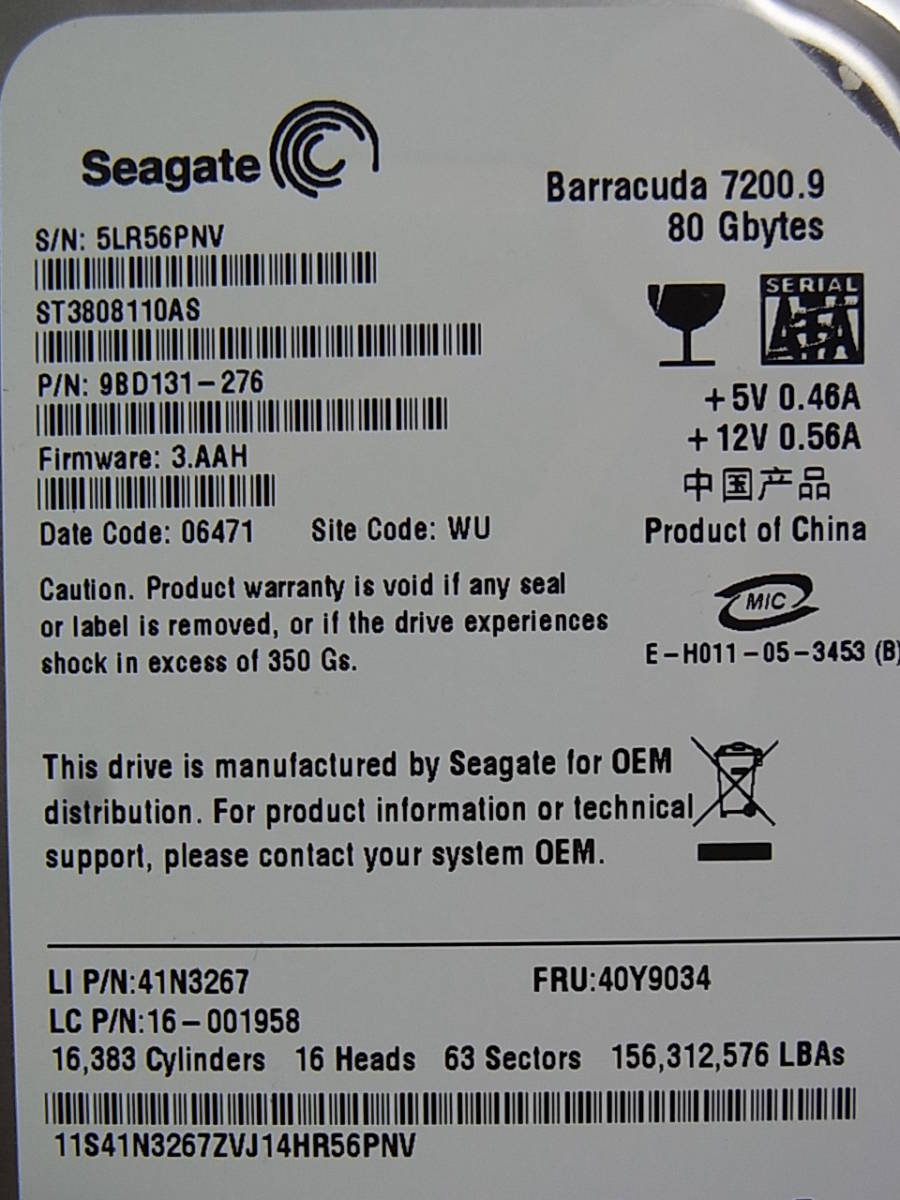 Seagate
Barracuda 7200.9
80 Gbytes
S/N: 5LR56PNV
ST3808110AS
P/N: 9BD131-276
Firmware: 3.AAH
Date Code: 06471 Site Code: WU
SERIAL
ATA
+5V 0.46A
+12V 0.56A
中国产品
Product of China
Caution. Product warranty is void if any seal
or label is removed, or if the drive experiences
shock in excess of 350 Gs.
MIC
E-H011-05-3453 (B)
This drive is manufactured by Seagate for OEM
distribution. For product information or technical
support, please contact your system OEM.
LI P/N:41N3267 FRU:40Y9034
LC P/N:16-001958
16,383 Cylinders 16 Heads 63 Sectors 156,312,576 LBAs
11S41N3267ZVJ14HR56PNV